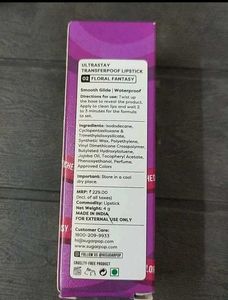 ULTRASTAY
TRANSFERPROOF LIPSTICK
07 FLORAL FANTASY
Smooth Glide | Waterproof
Directions for use: Twist up
the base to reveal the product.
Apply to clean lips and wait 2
to 3 minutes for the formula
to set.
Ingredients: Isododecane,
Cyclopentasiloxane &
Trimethylsiloxysilicate,
Synthetic Wax, Polyethylene,
Vinyl Dimethicone Crosspolymer,
Butylated Hydroxytoluene,
Jojoba Oil, Tocopheryl Acetate,
Phenoxyethanol, Perfume,
Approved Colors
Important: Store in a cool
dry place.
MRP: ₹ 229.00
(incl. of all taxes)
Commodity: Lipstick
Net Weight: 4 g
MADE IN INDIA,
FOR EXTERNAL USE ONLY
Customer Care:
1800-209-9933
hi@sugarpop.com
www.sugarpop.com
FOLLOW US @HISUGARPOP
CRUELTY-FREE PRODUCT